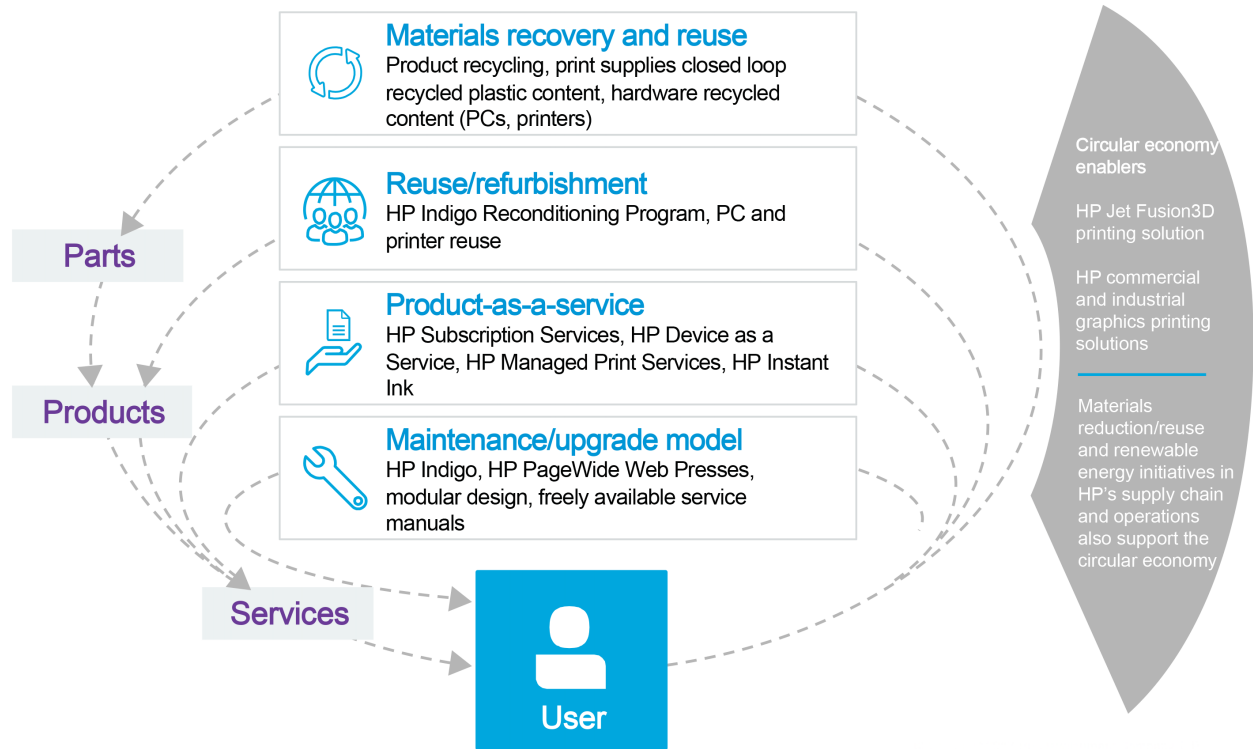 Materials recovery and reuse
Product recycling, print supplies closed loop
recycled plastic content, hardware recycled
content (PCs, printers)
Reuse/refurbishment
HP Indigo Reconditioning Program, PC and
printer reuse
Product-as-a-service
HP Subscription Services, HP Device as a
Service, HP Managed Print Services, HP Instant
Ink
Maintenance/upgrade model
HP Indigo, HP PageWide Web Presses,
modular design, freely available service
manuals
Parts
Products
Services
User
Circular economy
enablers
HP Jet Fusion3D
printing solution
HP commercial
and industrial
graphics printing
solutions
Materials
reduction/reuse
and renewable
energy initiatives in
HP's supply chain
and operations
also support the
circular economy